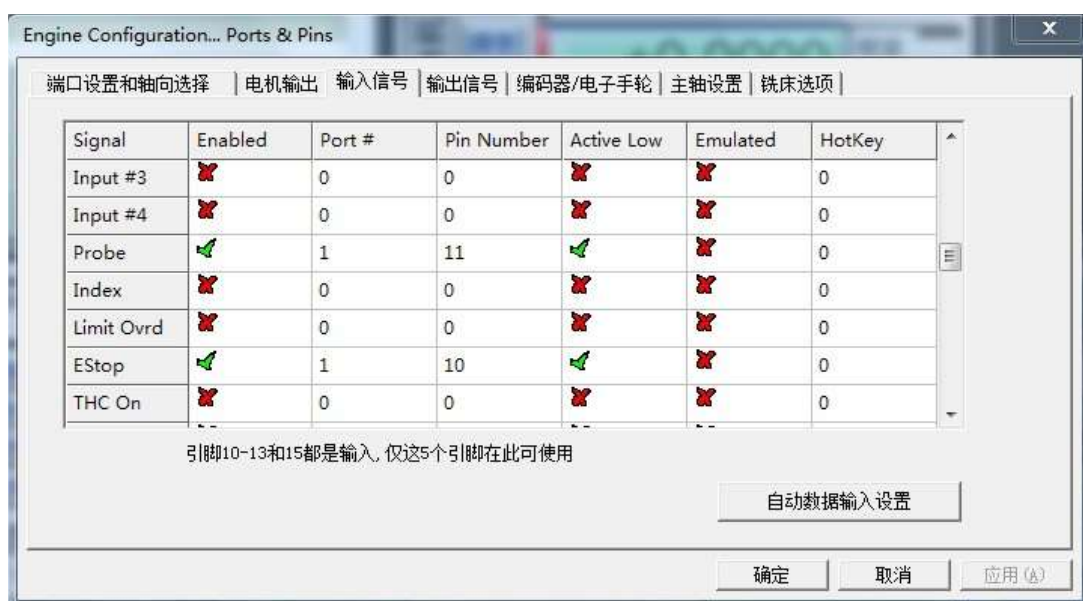 Engine Configuration... Ports & Pins
端口设置和轴向选择 电机输出 输入信号 输出信号 编码器/电子手轮 主轴设置 铣床选项
Signal Enabled Port # Pin Number Active Low Emulated HotKey
Input #3 0 0 0
Input #4 0 0 0
Probe 1 11 0
Index 0 0 0
Limit Ovrd 0 0 0
EStop 1 10 0
THC On 0 0 0
引脚10-13和15都是输入, 仅这5个引脚在此可使用
自动数据输入设置
确定 取消 应用(A)